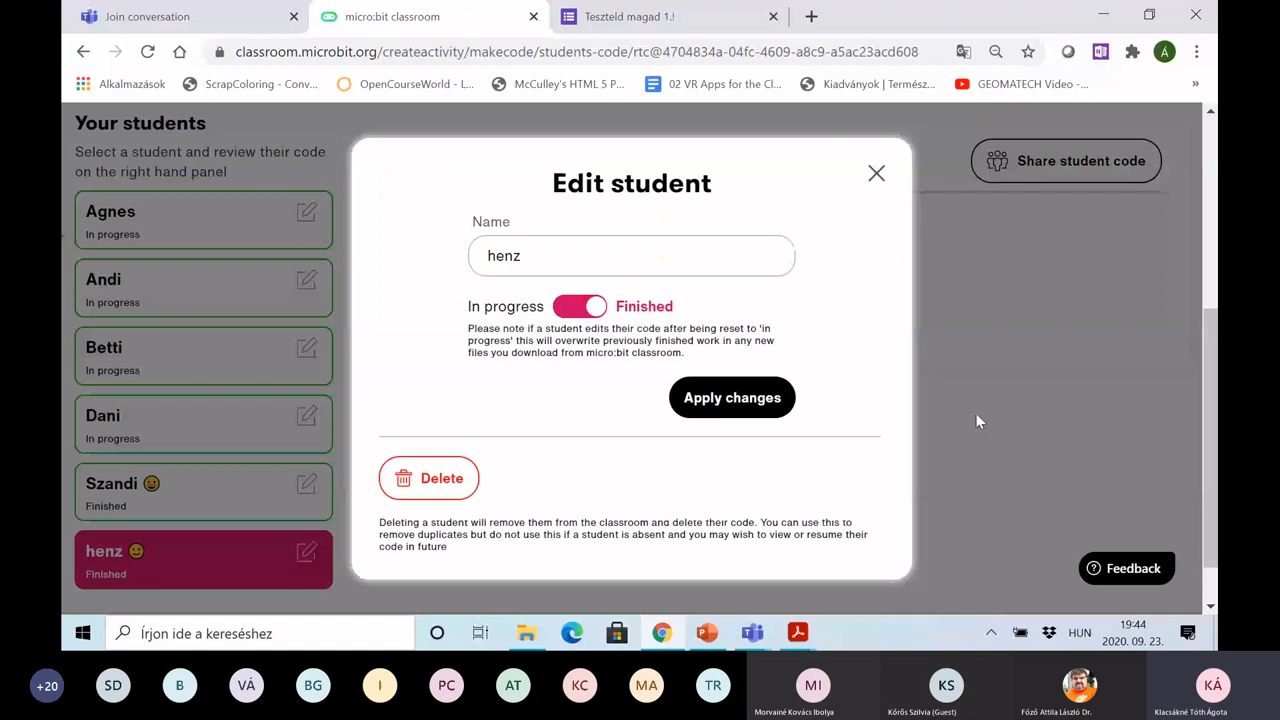 Join conversation
micro:bit classroom
Teszteld magad 1.!
classroom.microbit.org/createactivity/makecode/students-code/rtc@4704834a-04fc-4609-a8c9-a5ac23acd608
Á
Alkalmazások
ScrapColoring - Conv...
OpenCourseWorld - L...
McCulley's HTML 5 P...
02 VR Apps for the Cl...
Kiadványok | Termész...
GEOMATECH Video -...
»
Your students
Select a student and review their code
on the right hand panel
Agnes
In progress
Andi
In progress
Betti
In progress
Dani
In progress
Szandi
Finished
henz
Finished
Edit student
Name
henz
In progress
Finished
Please note if a student edits their code after being reset to 'in
progress' this will overwrite previously finished work in any new
files you download from micro:bit classroom.
Apply changes
Delete
Deleting a student will remove them from the classroom and delete their code. You can use this to
remove duplicates but do not use this if a student is absent and you may wish to view or resume their
code in future
Share student code
Feedback
Írjon ide a kereséshez
HUN
19:44
2020. 09. 23.
+20
SD
B
VÁ
BG
I
PC
AT
KC
MA
TR
MI
Morvainé Kovács Ibolya
KS
Kőrös Szilvia (Guest)
Főző Attila László Dr.
KÁ
Klacsákné Tóth Ágota